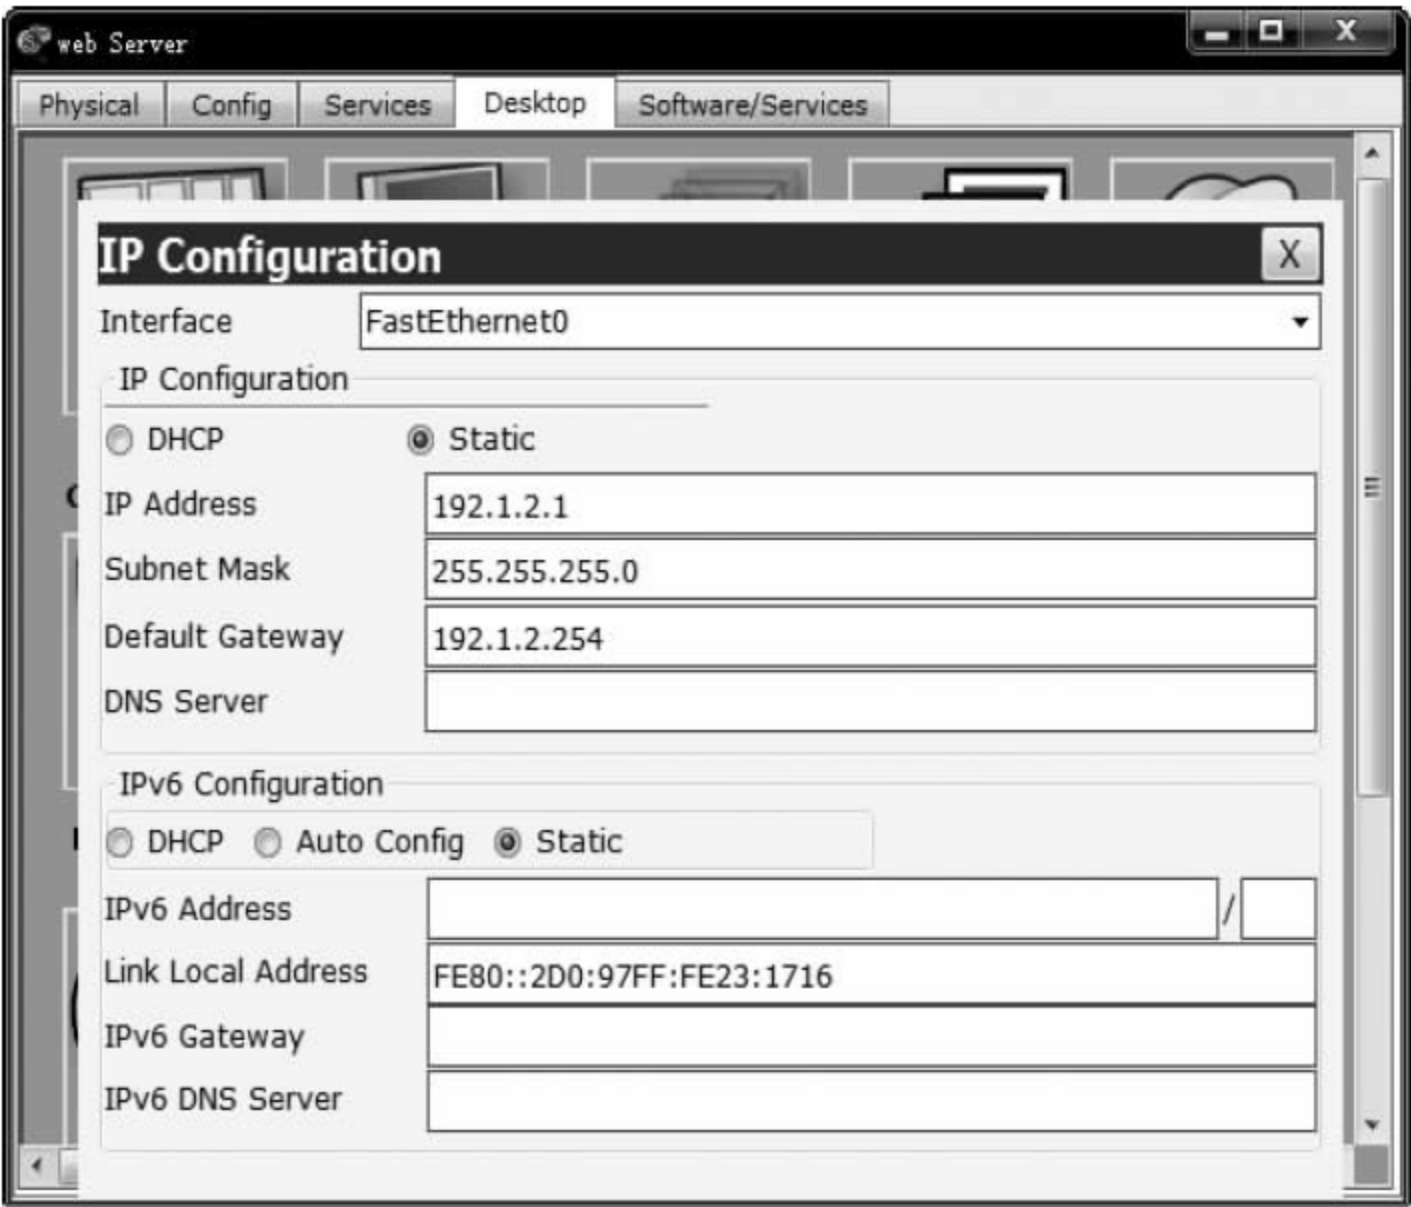 web Server
Physical Config Services Desktop Software/Services
IP Configuration X
Interface FastEthernet0
IP Configuration
DHCP Static
IP Address 192.1.2.1
Subnet Mask 255.255.255.0
Default Gateway 192.1.2.254
DNS Server
IPv6 Configuration
DHCP Auto Config Static
IPv6 Address /
Link Local Address FE80::2D0:97FF:FE23:1716
IPv6 Gateway
IPv6 DNS Server